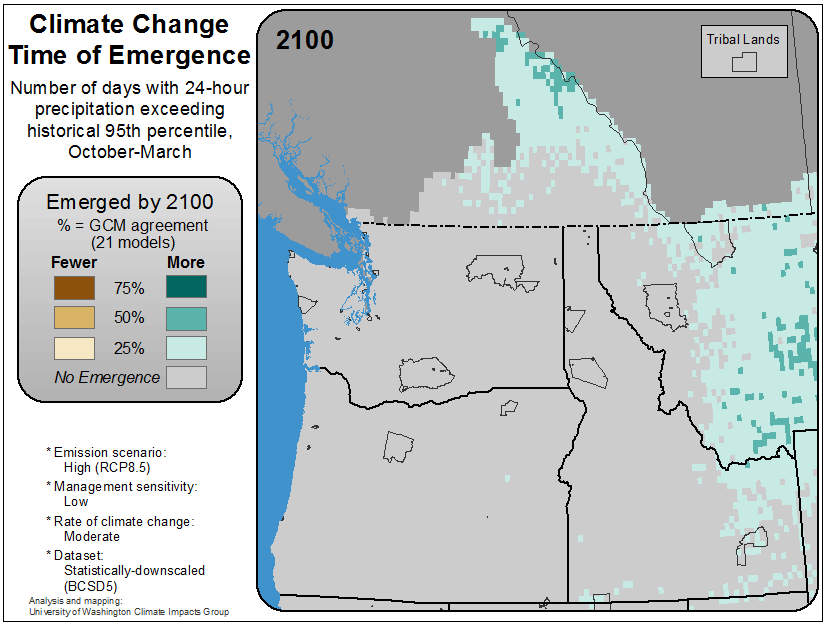 Climate Change
Time of Emergence
Number of days with 24-hour
precipitation exceeding
historical 95th percentile,
October-March
Emerged by 2100
% = GCM agreement
(21 models)
Fewer More
75%
50%
25%
No Emergence
* Emission scenario:
High (RCP8.5)
* Management sensitivity:
Low
* Rate of climate change:
Moderate
* Dataset:
Statistically-downscaled
(BCSD5)
Analysis and mapping:
University of Washington Climate Impacts Group
2100
Tribal Lands